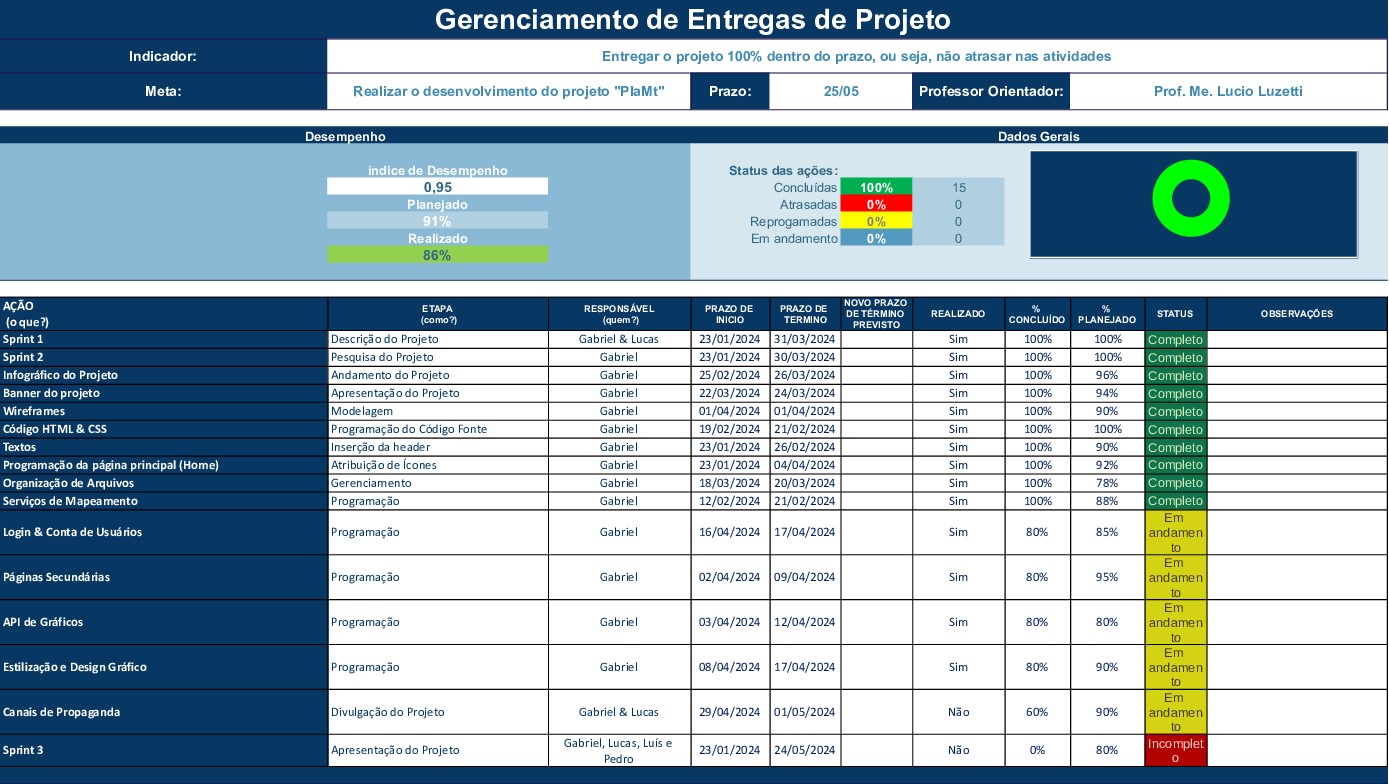 Gerenciamento de Entregas de Projeto
Indicador: Entregar o projeto 100% dentro do prazo, ou seja, não atrasar nas atividades
Meta: Realizar o desenvolvimento do projeto "PlaMt" Prazo: 25/05 Professor Orientador: Prof. Me. Lucio Luzetti
Desempenho Dados Gerais
índice de Desempenho
0,95
Planejado
91%
Realizado
86%
Status das ações:
Concluídas 100% 15
Atrasadas 0% 0
Reprogamadas 0% 0
Em andamento 0% 0
AÇÃO
(o que?)
ETAPA
(como?)
RESPONSÁVEL
(quem?)
PRAZO DE
INICIO
PRAZO DE
TERMINO
NOVO PRAZO
DE TÉRMINO
PREVISTO
REALIZADO
%
CONCLUÍDO
%
PLANEJADO
STATUS
OBSERVAÇÕES
Sprint 1 Descrição do Projeto Gabriel & Lucas 23/01/2024 31/03/2024 Sim 100% 100% Completo
Sprint 2 Pesquisa do Projeto Gabriel 23/01/2024 30/03/2024 Sim 100% 100% Completo
Infográfico do Projeto Andamento do Projeto Gabriel 25/02/2024 26/03/2024 Sim 100% 96% Completo
Banner do projeto Apresentação do Projeto Gabriel 22/03/2024 24/03/2024 Sim 100% 94% Completo
Wireframes Modelagem Gabriel 01/04/2024 01/04/2024 Sim 100% 90% Completo
Código HTML & CSS Programação do Código Fonte Gabriel 19/02/2024 21/02/2024 Sim 100% 100% Completo
Textos Inserção da header Gabriel 23/01/2024 26/02/2024 Sim 100% 90% Completo
Programação da página principal (Home) Atribuição de Ícones Gabriel 23/01/2024 04/04/2024 Sim 100% 92% Completo
Organização de Arquivos Gerenciamento Gabriel 18/03/2024 20/03/2024 Sim 100% 78% Completo
Serviços de Mapeamento Programação Gabriel 12/02/2024 21/02/2024 Sim 100% 88% Completo
Login & Conta de Usuários Programação Gabriel 16/04/2024 17/04/2024 Sim 80% 85% Em
andamen
to
Páginas Secundárias Programação Gabriel 02/04/2024 09/04/2024 Sim 80% 95% Em
andamen
to
API de Gráficos Programação Gabriel 03/04/2024 12/04/2024 Sim 80% 80% Em
andamen
to
Estilização e Design Gráfico Programação Gabriel 08/04/2024 17/04/2024 Sim 80% 90% Em
andamen
to
Canais de Propaganda Divulgação do Projeto Gabriel & Lucas 29/04/2024 01/05/2024 Não 60% 90% Em
andamen
to
Sprint 3 Apresentação do Projeto Gabriel, Lucas, Luís e
Pedro 23/01/2024 24/05/2024 Não 0% 80% Incomplet
o